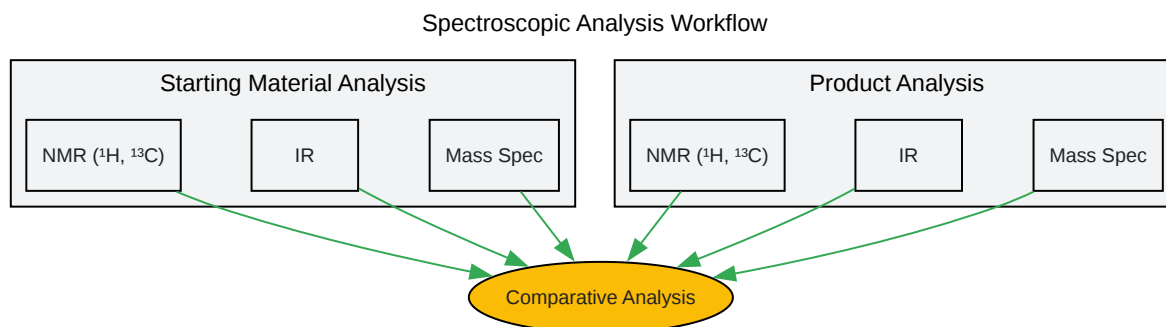 Spectroscopic Analysis Workflow
Starting Material Analysis
Product Analysis
NMR (¹H, ¹³C)
IR
Mass Spec
NMR (¹H, ¹³C)
IR
Mass Spec
Comparative Analysis